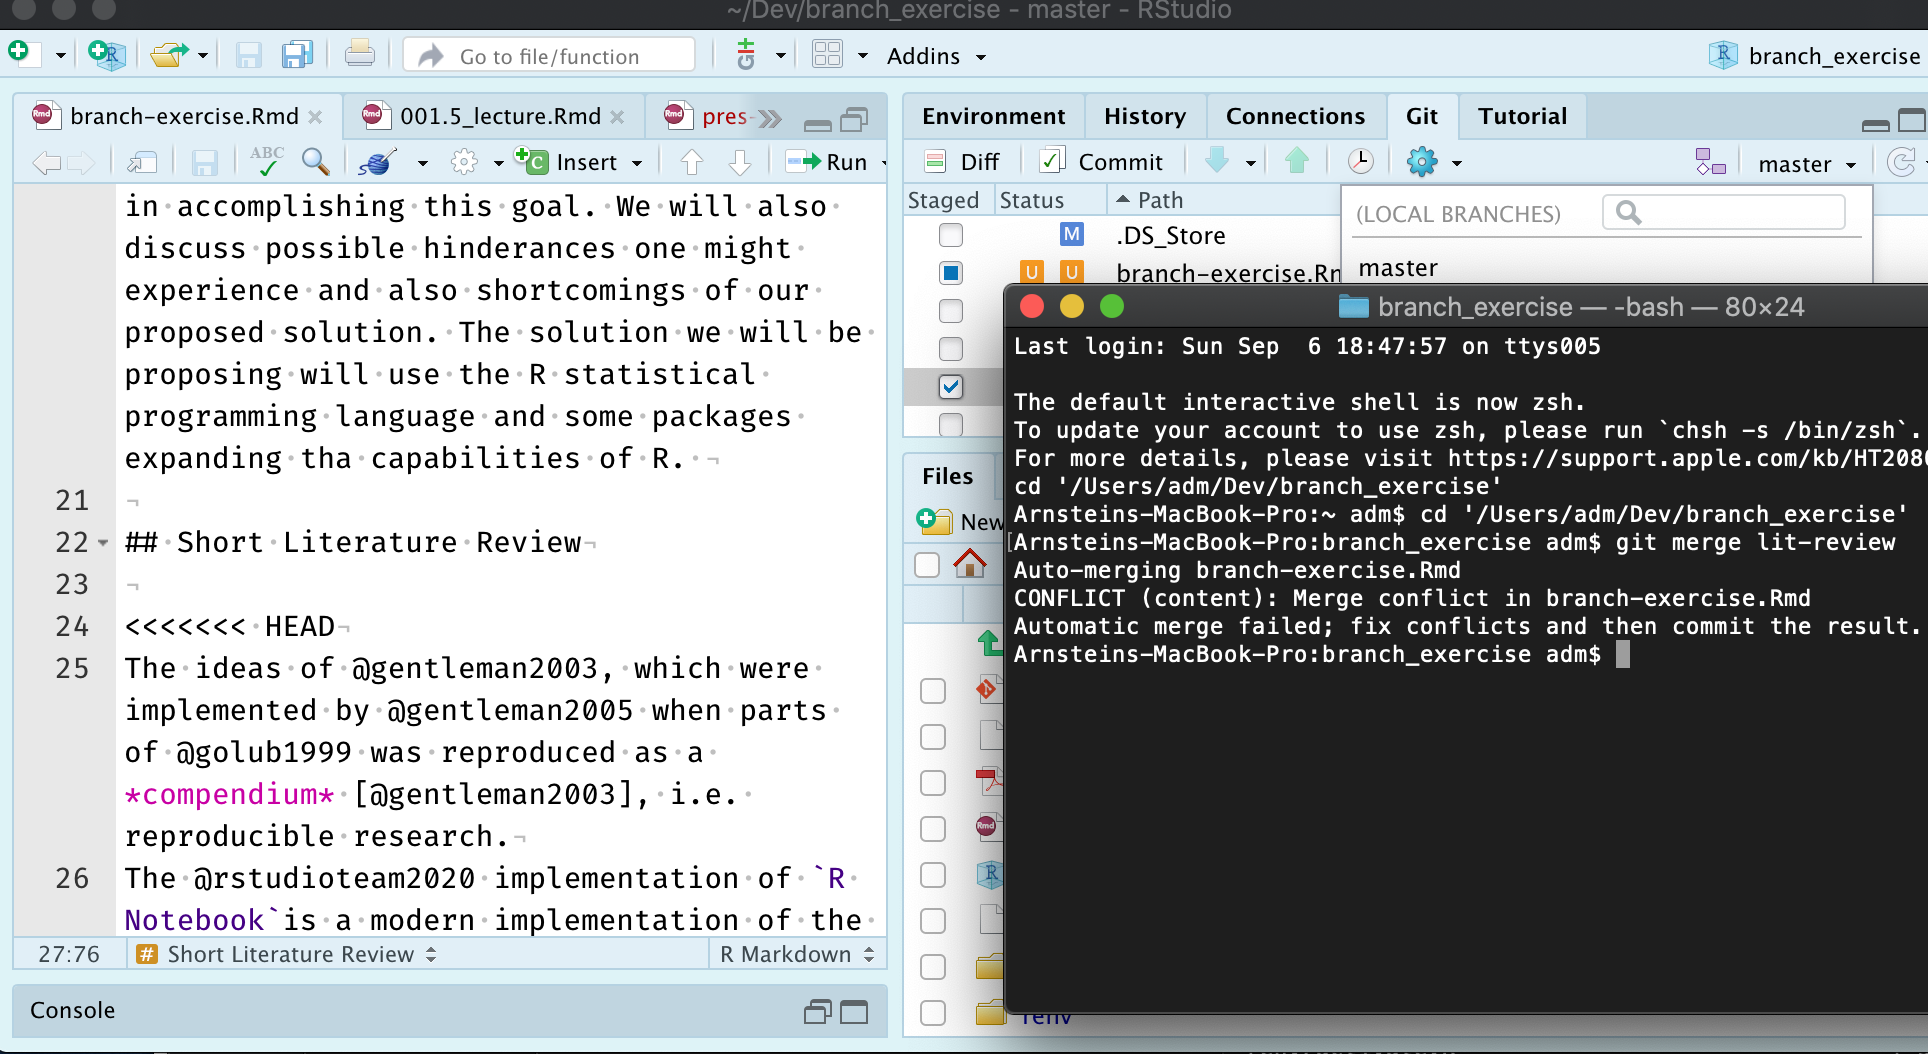 ~/Dev/branch_exercise - master - RStudio
Go to file/function
Addins
branch_exercise
branch-exercise.Rmd
001.5_lecture.Rmd
pres-
ABC
Insert
Run
in accomplishing this goal. We will also
discuss possible hinderances one might
experience and also shortcomings of our
proposed solution. The solution we will be
proposing will use the R statistical
programming language and some packages
expanding tha capabilities of R.
21
22 ## Short Literature Review
23
24 <<<<<<< HEAD
25 The ideas of @gentleman2003, which were
implemented by @gentleman2005 when parts
of @golub1999 was reproduced as a
*compendium* [@gentleman2003], i.e.
reproducible research.
26 The @rstudioteam2020 implementation of `R
Notebook`is a modern implementation of the
27:76 # Short Literature Review R Markdown
Console
Environment History Connections Git Tutorial
Diff Commit master
Staged Status Path
M .DS_Store
U U branch-exercise.Rm
(LOCAL BRANCHES)
master
Files
New
renv
branch_exercise — -bash — 80×24
Last login: Sun Sep  6 18:47:57 on ttys005
The default interactive shell is now zsh.
To update your account to use zsh, please run `chsh -s /bin/zsh`.
For more details, please visit https://support.apple.com/kb/HT208
cd '/Users/adm/Dev/branch_exercise'
Arnsteins-MacBook-Pro:~ adm$ cd '/Users/adm/Dev/branch_exercise'
[Arnsteins-MacBook-Pro:branch_exercise adm$ git merge lit-review
Auto-merging branch-exercise.Rmd
CONFLICT (content): Merge conflict in branch-exercise.Rmd
Automatic merge failed; fix conflicts and then commit the result.
Arnsteins-MacBook-Pro:branch_exercise adm$